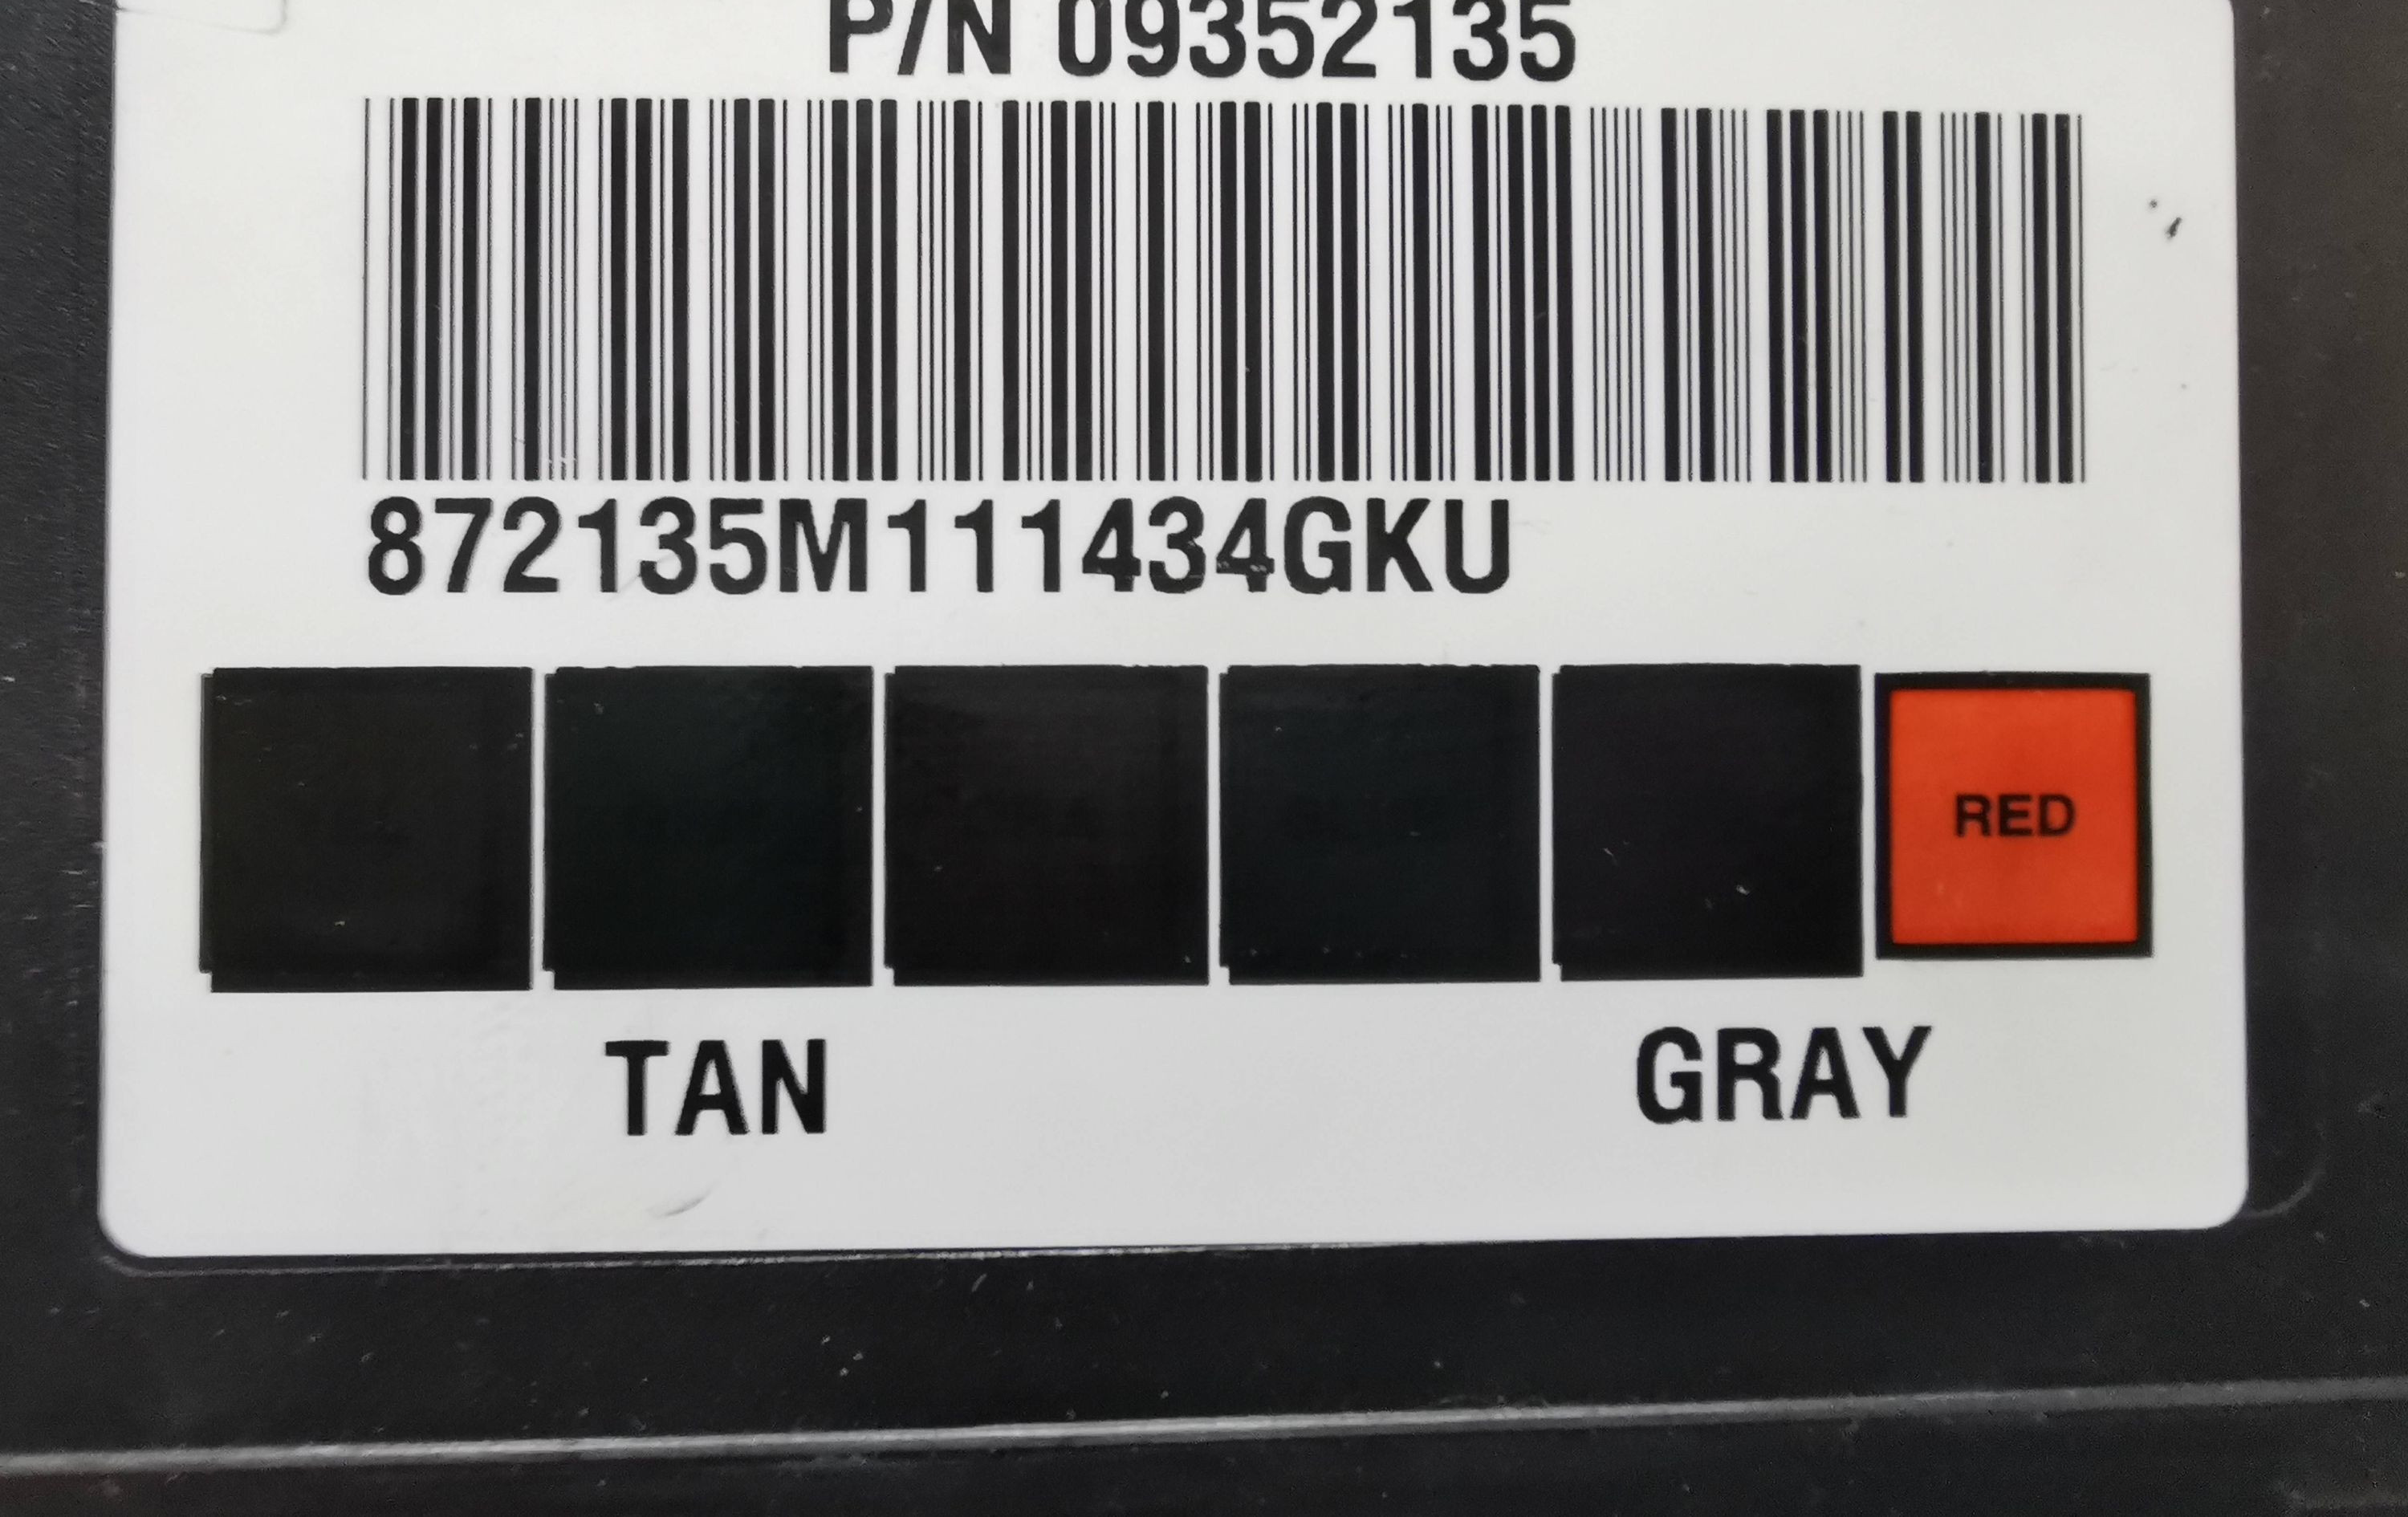 P/N 09352135
872135M111434GKU
RED
TAN GRAY